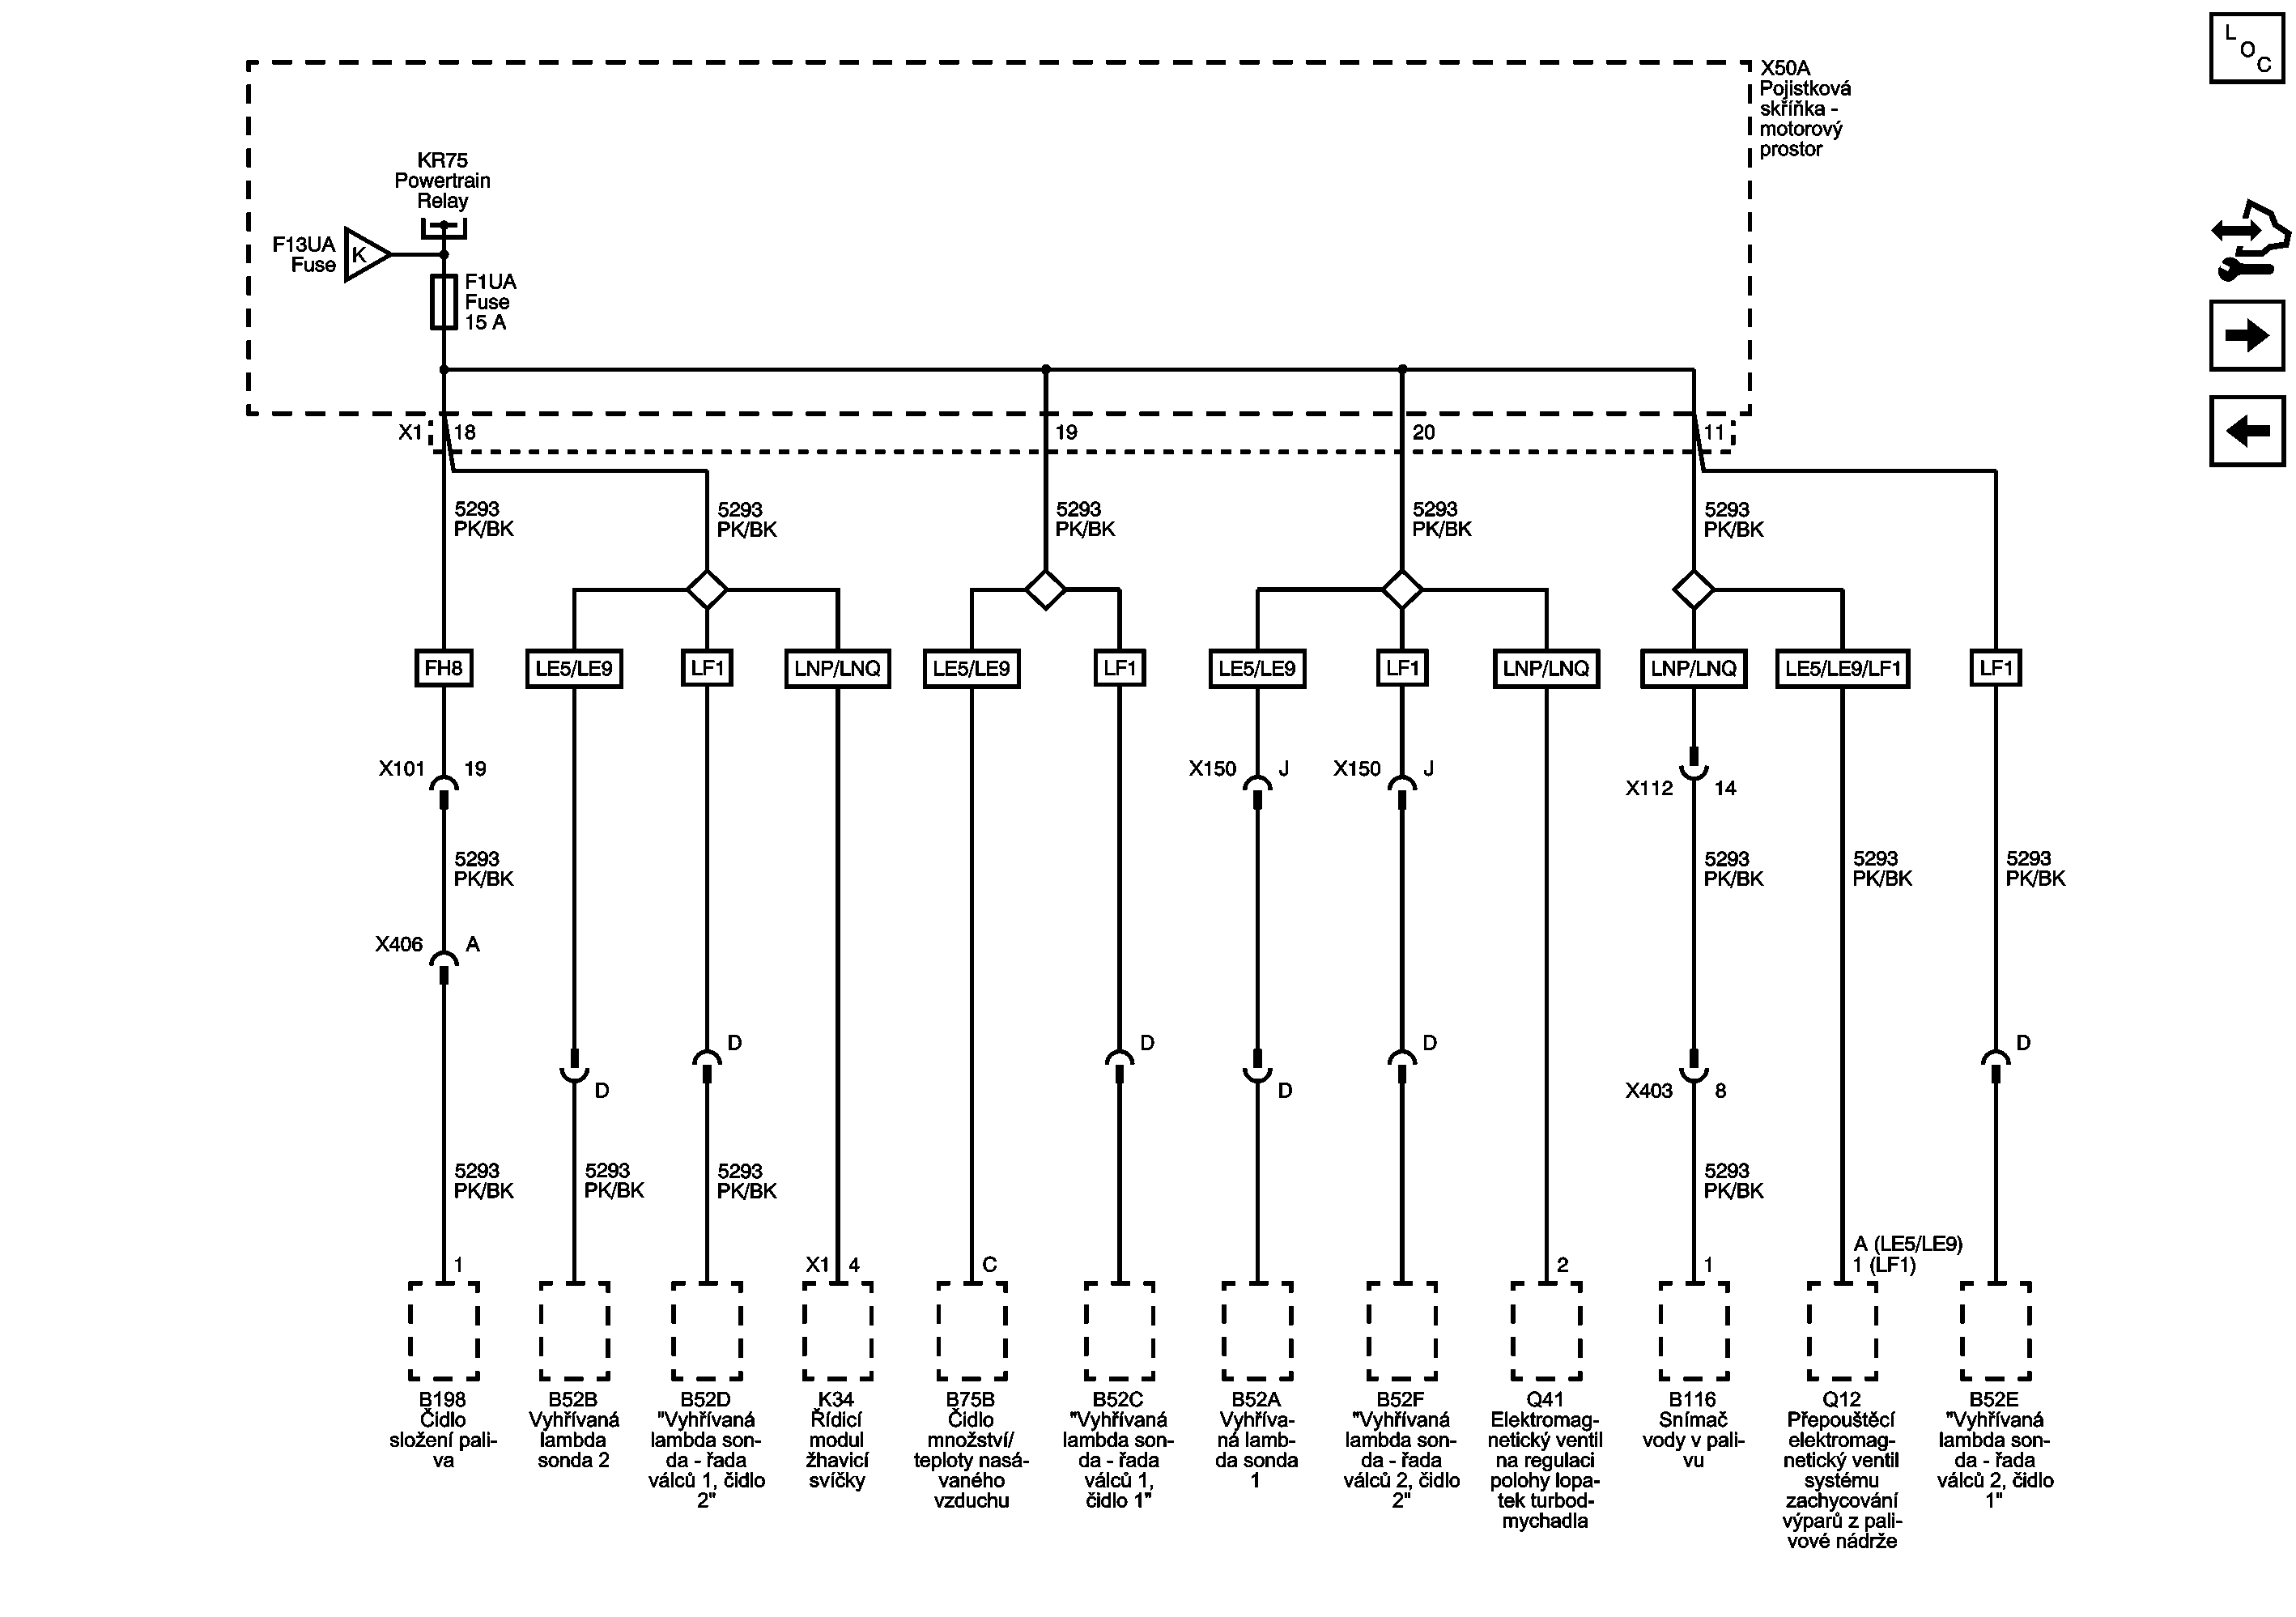 L
O
C
X50A
Pojistková
skříňka -
motorový
prostor
KR75
Powertrain
Relay
F13UA
Fuse
K
F1UA
Fuse
15 A
X1
18
19
20
11
5293
PK/BK
5293
PK/BK
5293
PK/BK
5293
PK/BK
5293
PK/BK
FH8
LE5/LE9
LF1
LNP/LNQ
LE5/LE9
LF1
LE5/LE9
LF1
LNP/LNQ
LNP/LNQ
LE5/LE9/LF1
LF1
X101
19
X150
J
X150
J
X112
14
5293
PK/BK
5293
PK/BK
5293
PK/BK
5293
PK/BK
X406
A
D
D
D
D
D
X403
8
D
5293
PK/BK
5293
PK/BK
5293
PK/BK
5293
PK/BK
1
X1
4
C
2
1
A (LE5/LE9)
1 (LF1)
B198
Čidlo
složení pali-
va
B52B
Vyhřívaná
lambda
sonda 2
B52D
"Vyhřívaná
lambda son-
da - řada
válců 1, čidlo
2"
K34
Řídicí
modul
žhavicí
svíčky
B75B
Čidlo
množství/
teploty nasá-
vaného
vzduchu
B52C
"Vyhřívaná
lambda son-
da - řada
válců 1,
čidlo 1"
B52A
Vyhříva-
ná lamb-
da sonda
1
B52F
"Vyhřívaná
lambda son-
da - řada
válců 2, čidlo
2"
Q41
Elektromag-
netický ventil
na regulaci
polohy lopa-
tek turbod-
mychadla
B116
Snímač
vody v pali-
vu
Q12
Přepouštěcí
elektromag-
netický ventil
systému
zachycování
výparů z pali-
vové nádrže
B52E
"Vyhřívaná
lambda son-
da - řada
válců 2, čidlo
1"